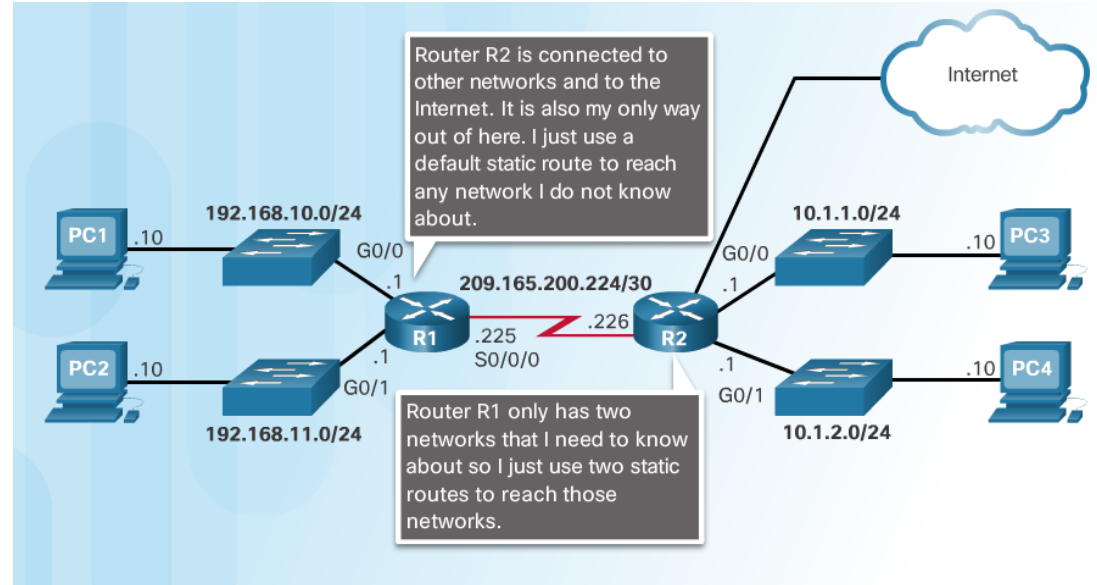 Router R2 is connected to
other networks and to the
Internet. It is also my only way
out of here. I just use a
default static route to reach
any network I do not know
about.
Internet
192.168.10.0/24
10.1.1.0/24
PC1
.10
G0/0
.1
G0/0
.1
.10
PC3
209.165.200.224/30
R1
.225
S0/0/0
.226
R2
PC2
.10
.1
G0/1
.1
G0/1
.10
PC4
192.168.11.0/24
10.1.2.0/24
Router R1 only has two
networks that I need to know
about so I just use two static
routes to reach those
networks.